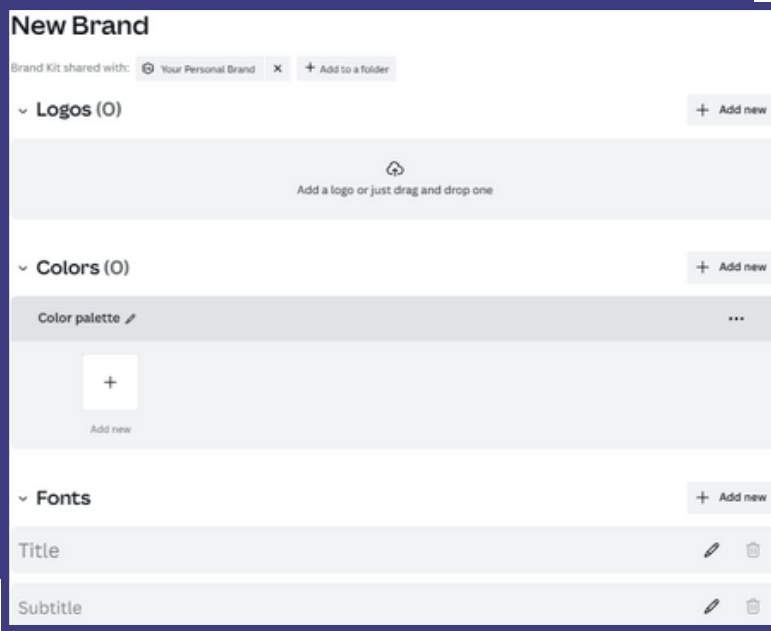 New Brand
Brand Kit shared with: Your Personal Brand × + Add to a folder
Logos (0) + Add new
Add a logo or just drag and drop one
Colors (0) + Add new
Color palette ...
+
Add new
Fonts + Add new
Title
Subtitle